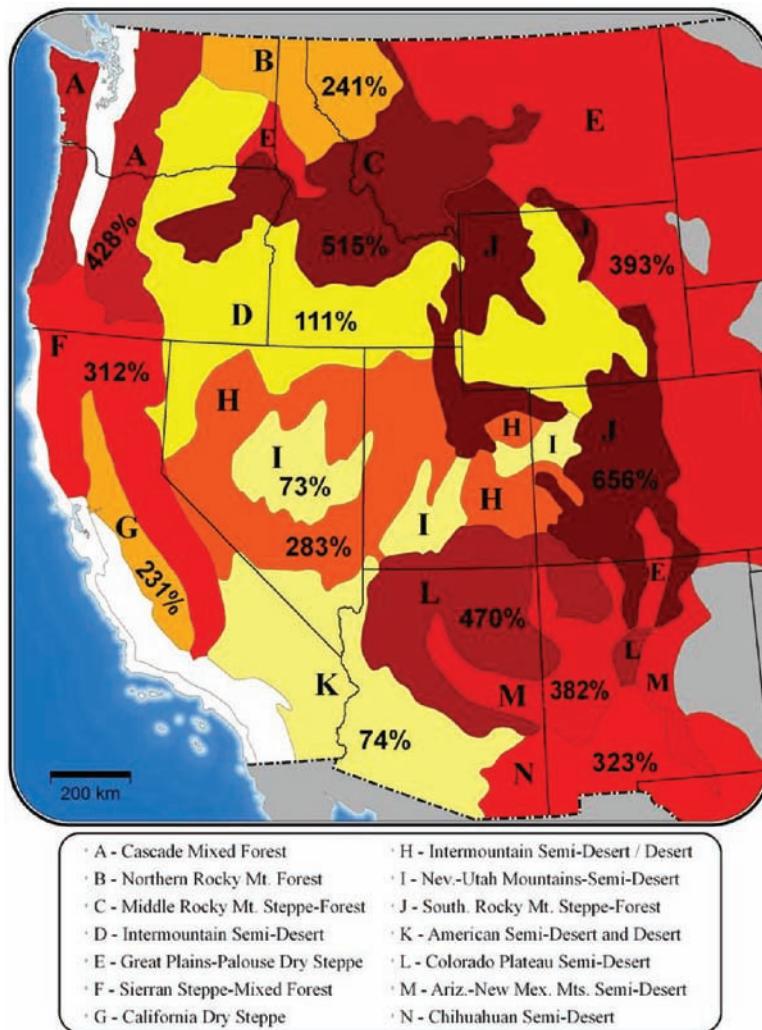 B
241%
A
E
E
C
A
428%
515%
J
J
393%
D
111%
F
312%
H
H
J
I
I
73%
656%
I
H
G
283%
231%
E
L
470%
L
K
M
382%
M
74%
N
323%
200 km
A - Cascade Mixed Forest
B - Northern Rocky Mt. Forest
C - Middle Rocky Mt. Steppe-Forest
D - Intermountain Semi-Desert
E - Great Plains-Palouse Dry Steppe
F - Sierran Steppe-Mixed Forest
G - California Dry Steppe
H - Intermountain Semi-Desert / Desert
I - Nev.-Utah Mountains-Semi-Desert
J - South. Rocky Mt. Steppe-Forest
K - American Semi-Desert and Desert
L - Colorado Plateau Semi-Desert
M - Ariz.-New Mex. Mts. Semi-Desert
N - Chihuahuan Semi-Desert